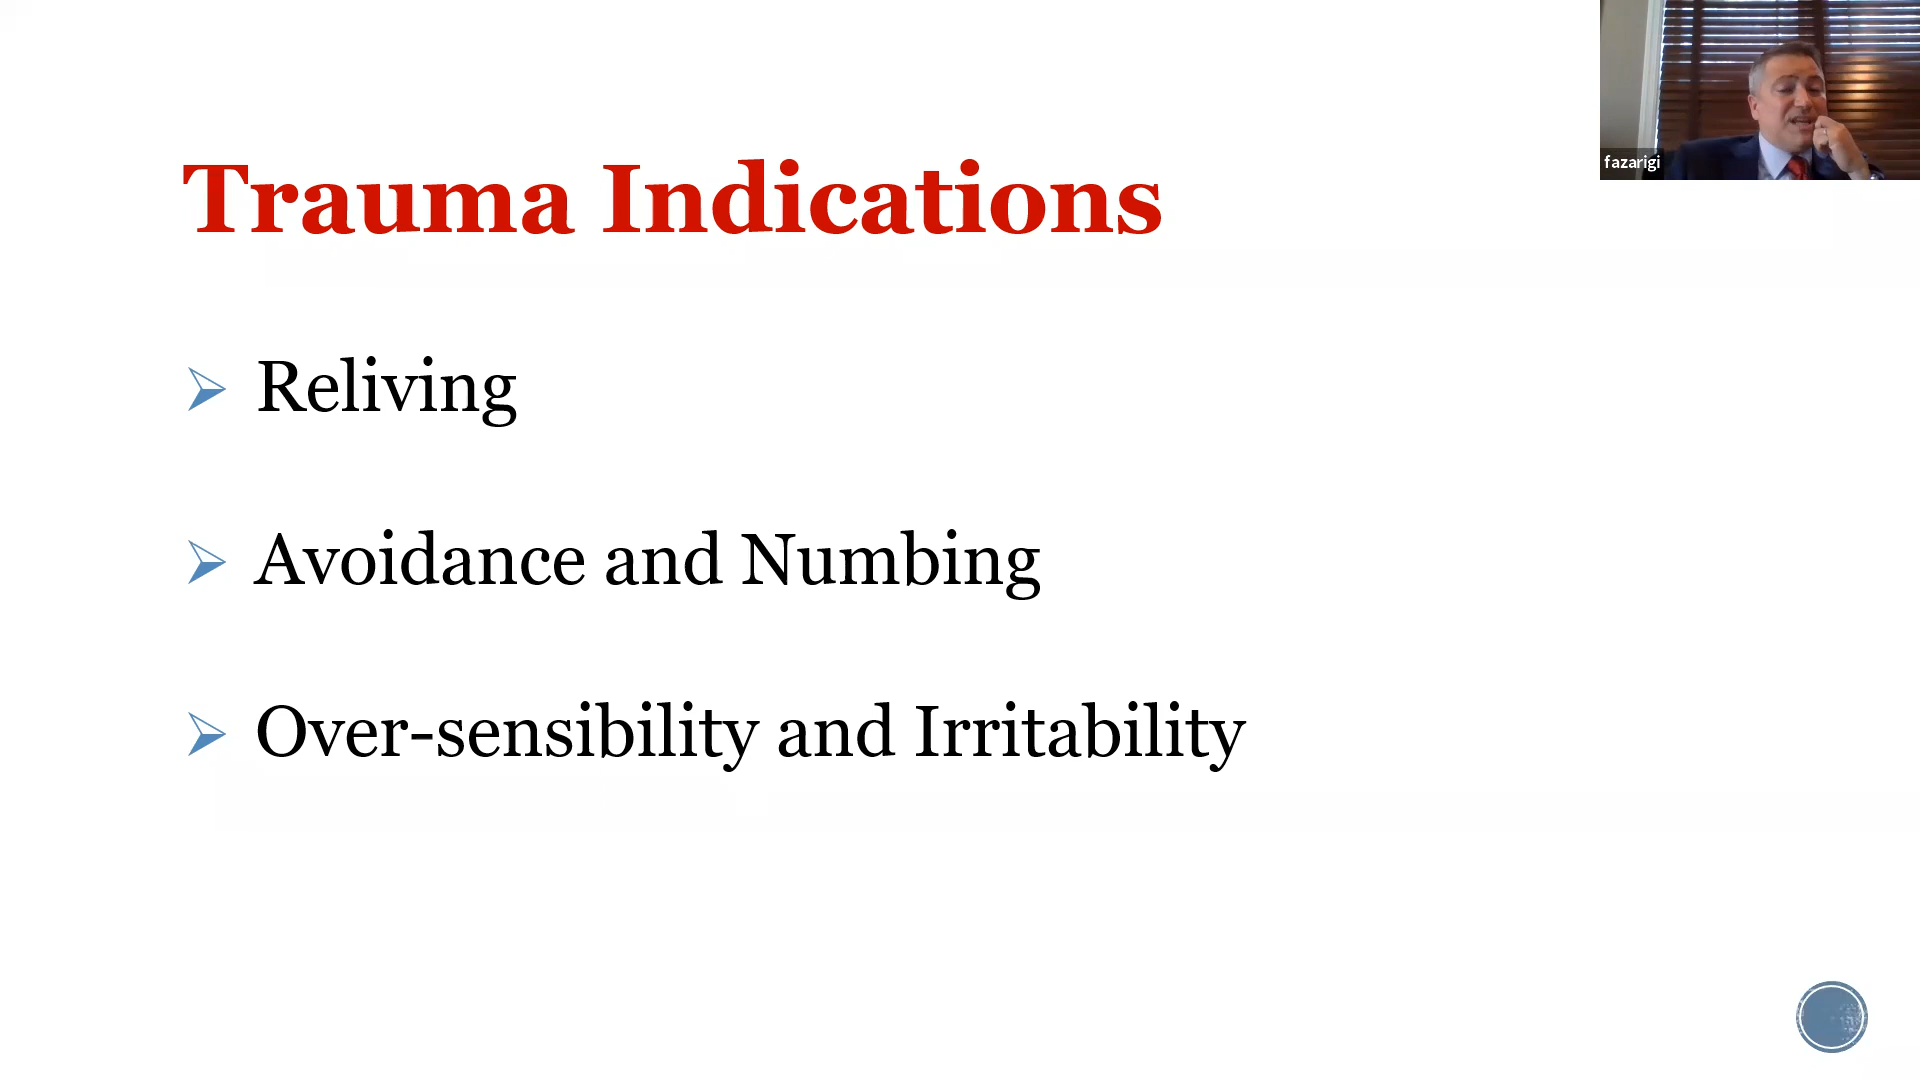 Trauma Indications
fazarigi
Reliving
Avoidance and Numbing
Over-sensibility and Irritability